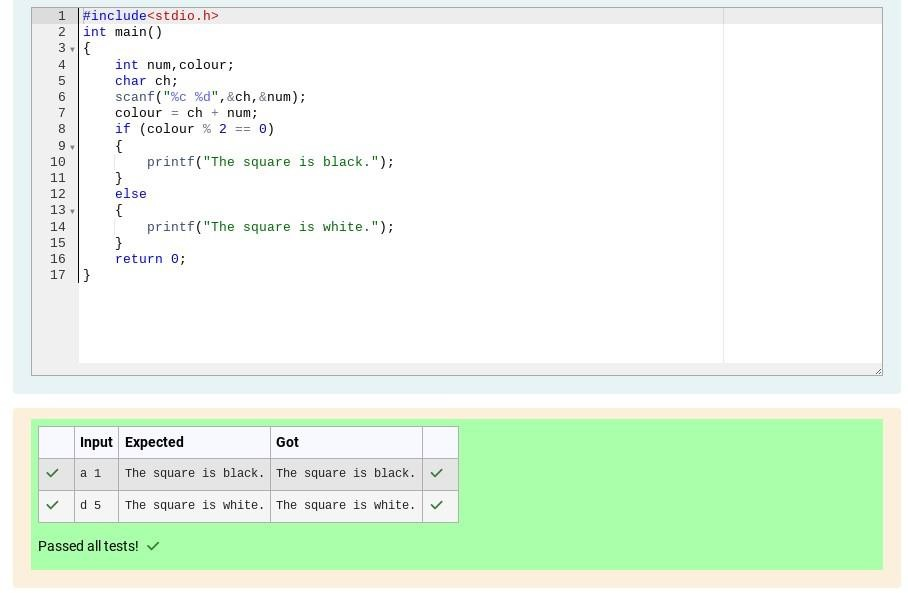 1 #include<stdio.h>
2 int main()
3 {
4     int num,colour;
5     char ch;
6     scanf("%c %d",&ch,&num);
7     colour = ch + num;
8     if (colour % 2 == 0)
9     {
10         printf("The square is black.");
11     }
12     else
13     {
14         printf("The square is white.");
15     }
16     return 0;
17 }
Input Expected Got
a 1 The square is black. The square is black.
d 5 The square is white. The square is white.
Passed all tests!